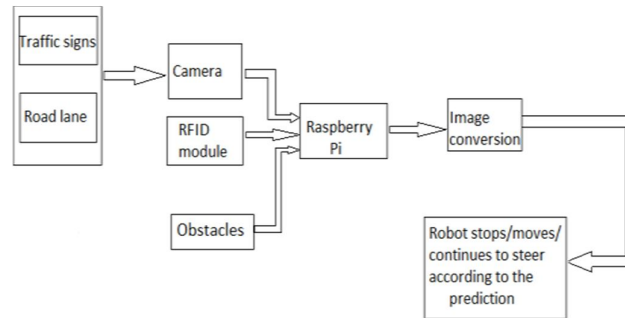 Traffic signs
Road lane
Camera
RFID
module
Obstacles
Raspberry
Pi
Image
conversion
Robot stops/moves/
continues to steer
according to the
prediction